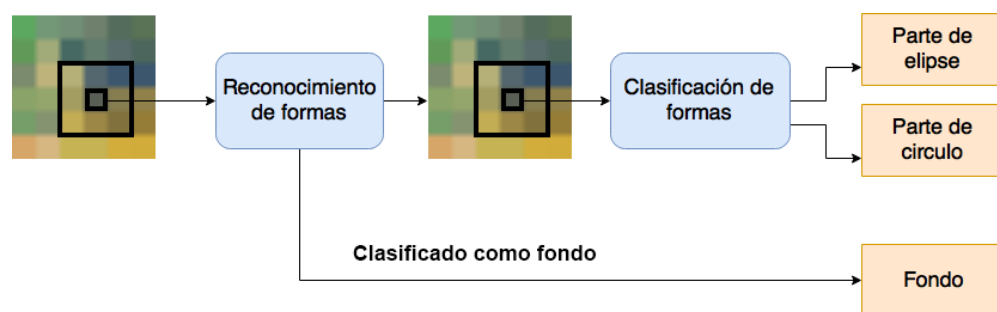 Reconocimiento
de formas
Clasificación de
formas
Parte de
elipse
Parte de
circulo
Clasificado como fondo
Fondo